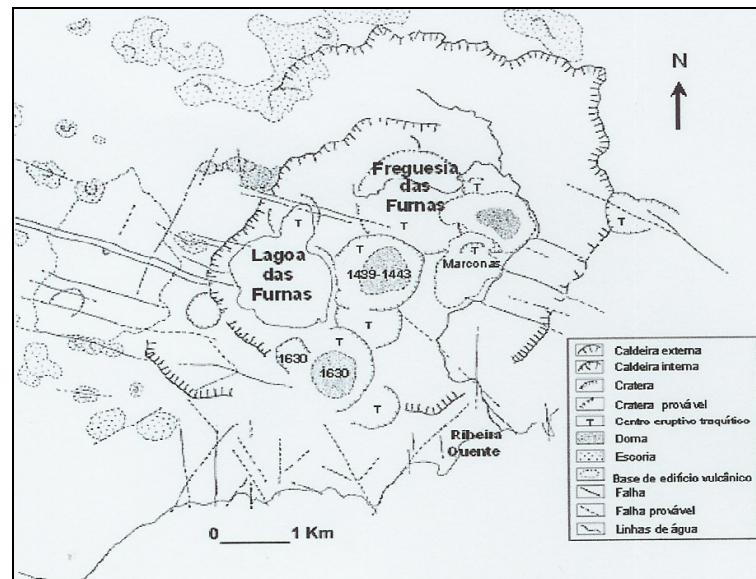 N
Freguesia
das
Furnas
T
T
T
T
Lagoa
das
Furnas
T
1439-1443
T
Marconas
T
T
1630
1630
T
Ribeira
Quente
0 1 Km
Caldeira externa
Caldeira interna
Cratera
Cratera provável
T Centro eruptivo traquítico
Doma
Escoria
Base de edifício vulcânico
Falha
Falha provável
Linhas de água